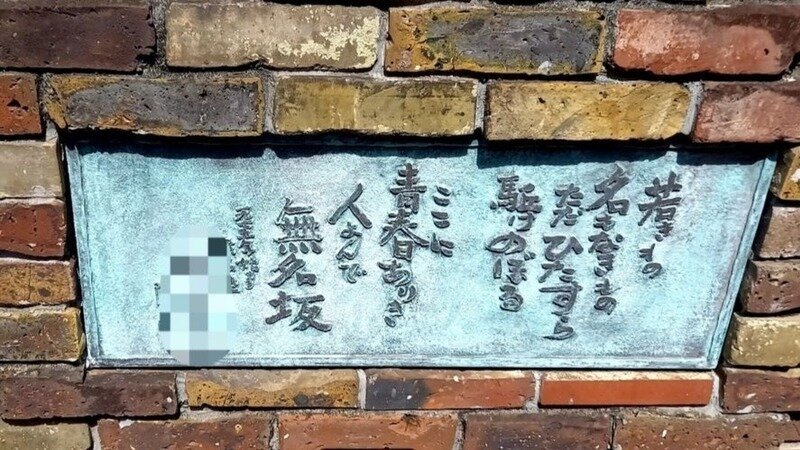 若きもの
名もなきもの
ただひたすら
駈けのぼる
ここに
青春ありき
人よんで
無名坂